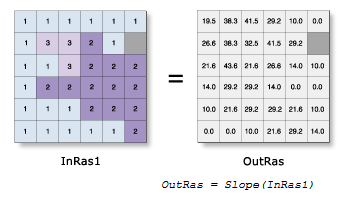 1 1 1 1 1 1 19.5 38.3 41.5 29.2 10.0 0.0
1 3 3 2 1 26.6 38.3 32.5 41.5 29.2
1 1 3 2 2 2 21.6 43.6 21.6 26.6 14.0 10.0
1 2 2 2 2 2 = 14.0 29.2 29.2 14.0 0.0 0.0
1 1 1 2 2 2 10.0 21.6 29.2 29.2 21.6 10.0
1 1 1 1 1 2 0.0 0.0 10.0 21.6 29.2 14.0
InRas1 OutRas
OutRas = Slope(InRas1)